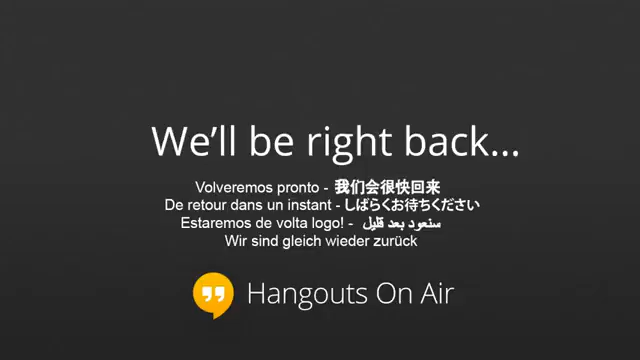 We'll be right back...
Volveremos pronto - 我们会很快回来
De retour dans un instant - しばらくお待ちください
Estaremos de volta logo! - سنعود بعد قليل
Wir sind gleich wieder zurück
Hangouts On Air